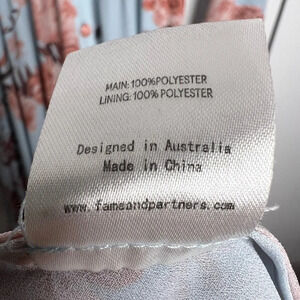 MAIN: 100%POLYESTER
LINING: 100% POLYESTER
Designed in Australia
Made in China
www.fameandpartners.com